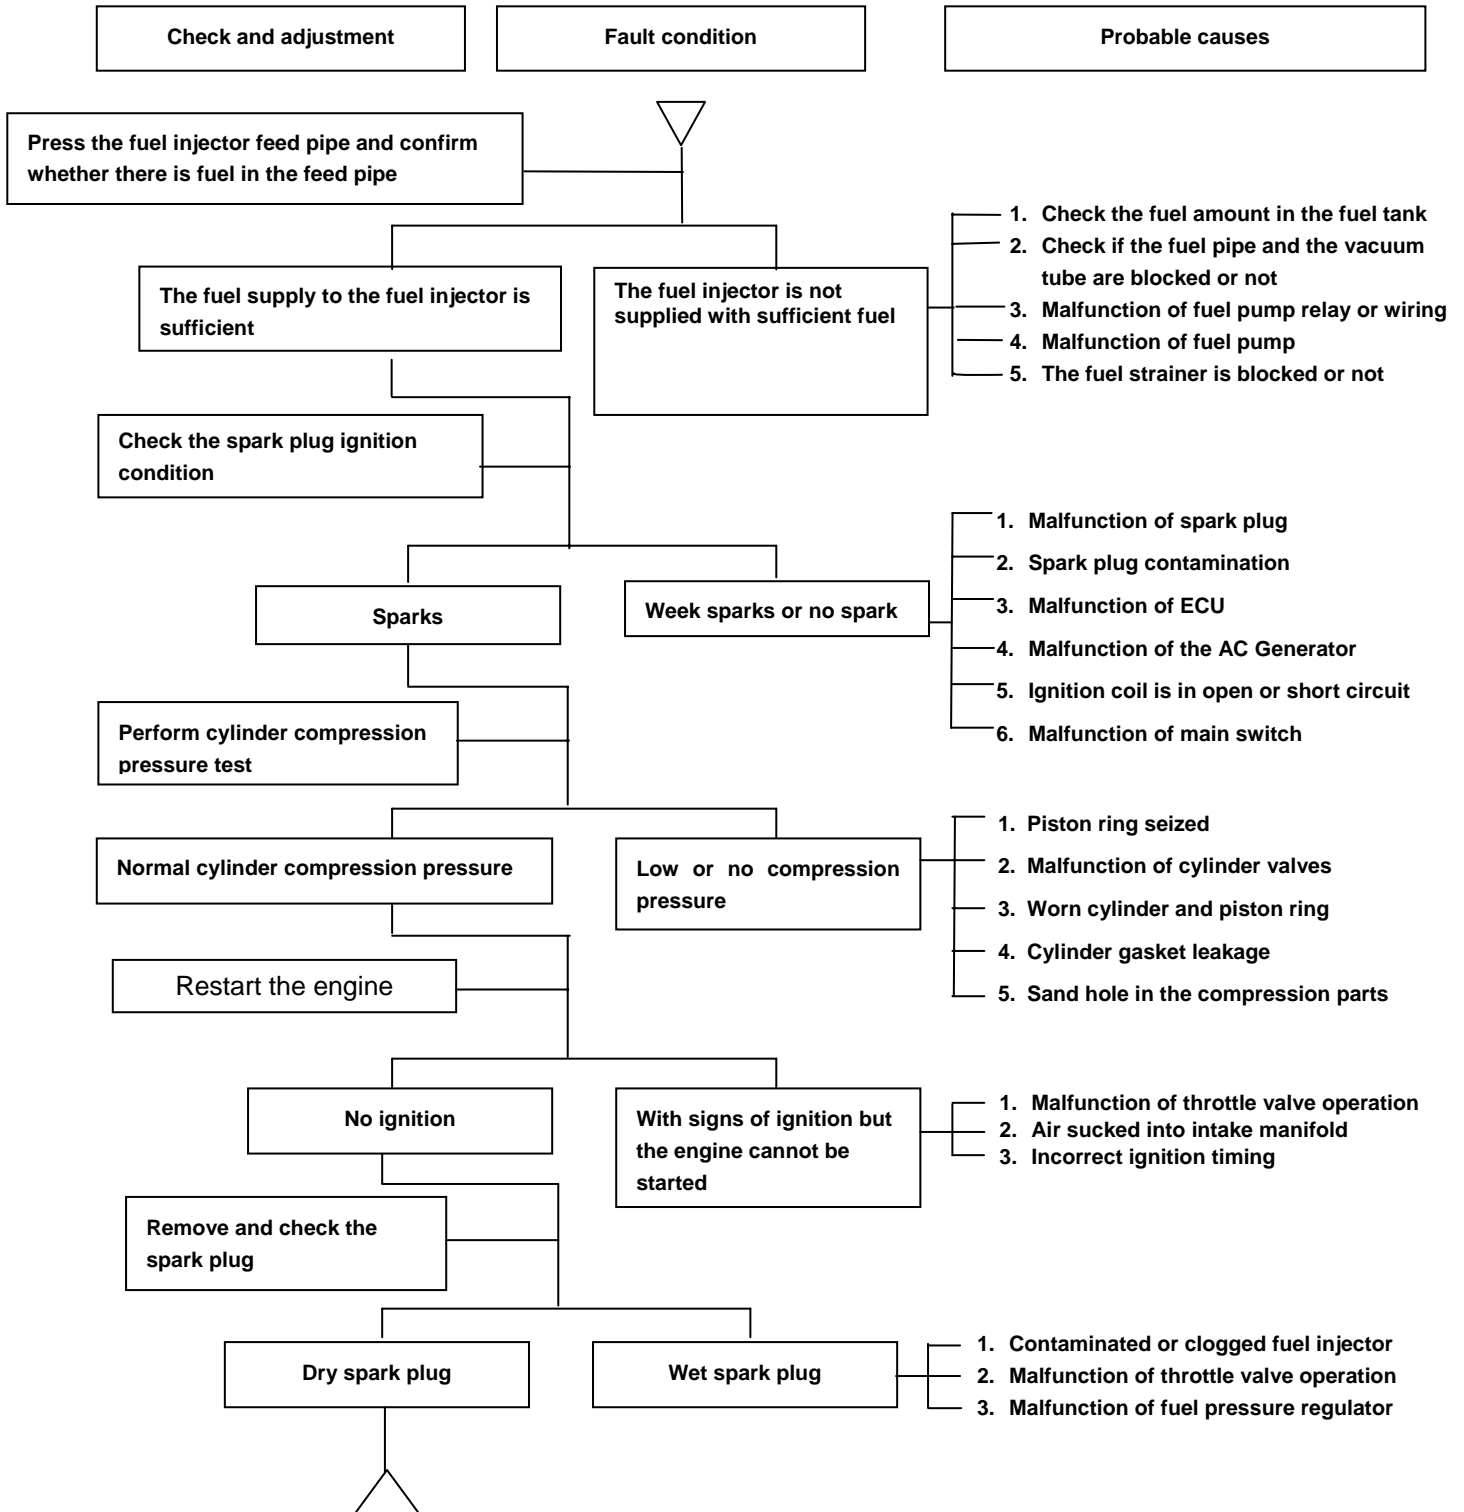 Check and adjustment
Fault condition
Probable causes
Press the fuel injector feed pipe and confirm
whether there is fuel in the feed pipe
The fuel supply to the fuel injector is
sufficient
The fuel injector is not
supplied with sufficient fuel
1. Check the fuel amount in the fuel tank
2. Check if the fuel pipe and the vacuum
tube are blocked or not
3. Malfunction of fuel pump relay or wiring
4. Malfunction of fuel pump
5. The fuel strainer is blocked or not
Check the spark plug ignition
condition
Sparks
Week sparks or no spark
1. Malfunction of spark plug
2. Spark plug contamination
3. Malfunction of ECU
4. Malfunction of the AC Generator
5. Ignition coil is in open or short circuit
6. Malfunction of main switch
Perform cylinder compression
pressure test
Normal cylinder compression pressure
Low or no compression
pressure
1. Piston ring seized
2. Malfunction of cylinder valves
3. Worn cylinder and piston ring
4. Cylinder gasket leakage
5. Sand hole in the compression parts
Restart the engine
No ignition
With signs of ignition but
the engine cannot be
started
1. Malfunction of throttle valve operation
2. Air sucked into intake manifold
3. Incorrect ignition timing
Remove and check the
spark plug
Dry spark plug
Wet spark plug
1. Contaminated or clogged fuel injector
2. Malfunction of throttle valve operation
3. Malfunction of fuel pressure regulator